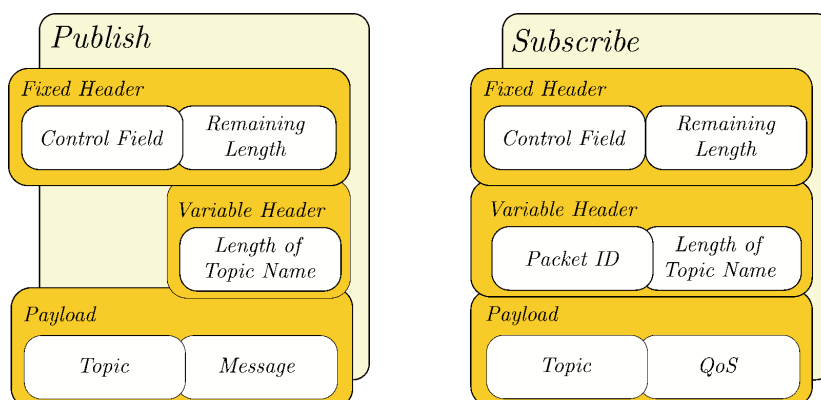 Publish
Fixed Header
Control Field
Remaining
Length
Variable Header
Length of
Topic Name
Payload
Topic
Message
Subscribe
Fixed Header
Control Field
Remaining
Length
Variable Header
Packet ID
Length of
Topic Name
Payload
Topic
QoS